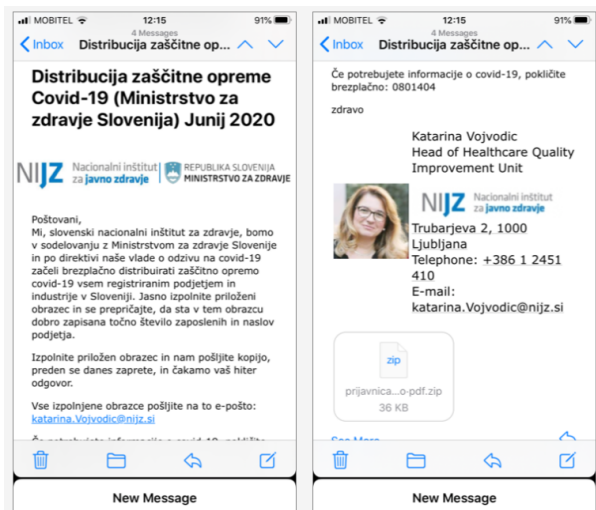 MOBITEL 12:15 91%
4 Messages
Inbox Distribucija zaščitne op...
Distribucija zaščitne opreme
Covid-19 (Ministrstvo za
zdravje Slovenija) Junij 2020
NIJZ Nacionalni inštitut
za javno zdravje
REPUBLIKA SLOVENIJA
MINISTRSTVO ZA ZDRAVJE
Poštovani,
Mi, slovenski nacionalni inštitut za zdravje, bomo
v sodelovanju z Ministrstvom za zdravje Slovenije
in po direktivi naše vlade o odzivu na covid-19
začeli brezplačno distribuirati zaščitno opremo
covid-19 vsem registriranim podjetjem in
industrije v Sloveniji. Jasno izpolnite priloženi
obrazec in se prepričajte, da sta v tem obrazcu
dobro zapisana točno število zaposlenih in naslov
podjetja.
Izpolnite priložen obrazec in nam pošljite kopijo,
preden se danes zaprete, in čakamo vaš hiter
odgovor.
Vse izpolnjene obrazce pošljite na to e-pošto:
katarina.Vojvodic@nijz.si
New Message
MOBITEL 12:15 91%
4 Messages
Inbox Distribucija zaščitne op...
Če potrebujete informacije o covid-19, pokličite
brezplačno: 0801404
zdravo
Katarina Vojvodic
Head of Healthcare Quality
Improvement Unit
NIJZ Nacionalni inštitut
za javno zdravje
Trubarjeva 2, 1000
Ljubljana
Telephone: +386 1 2451
410
E-mail:
katarina.Vojvodic@nijz.si
zip
prijavnica...o-pdf.zip
36 KB
See More
New Message